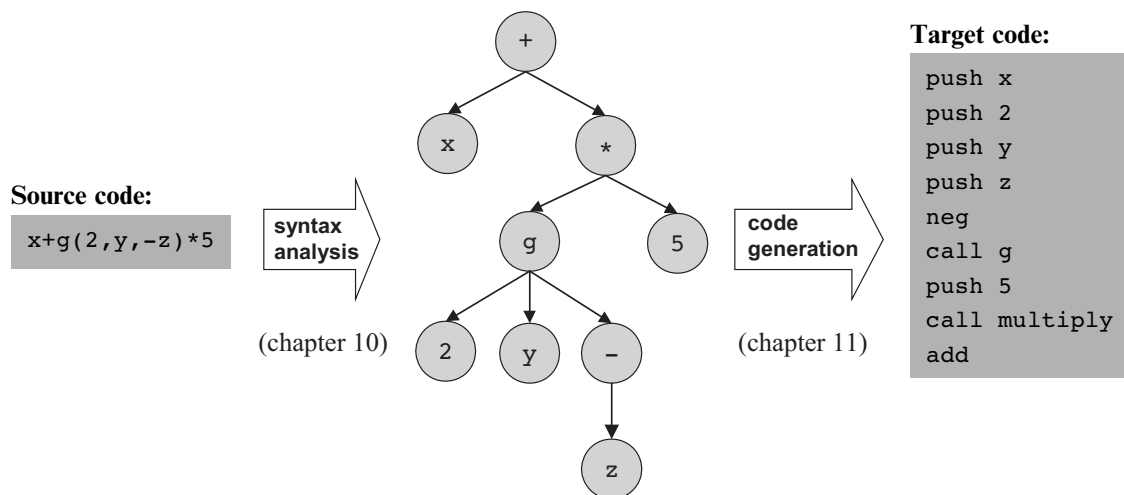 Source code:
x+g(2,y,-z)*5
syntax
analysis
(chapter 10)
+
x
*
g
5
2
y
-
z
code
generation
(chapter 11)
Target code:
push x
push 2
push y
push z
neg
call g
push 5
call multiply
add